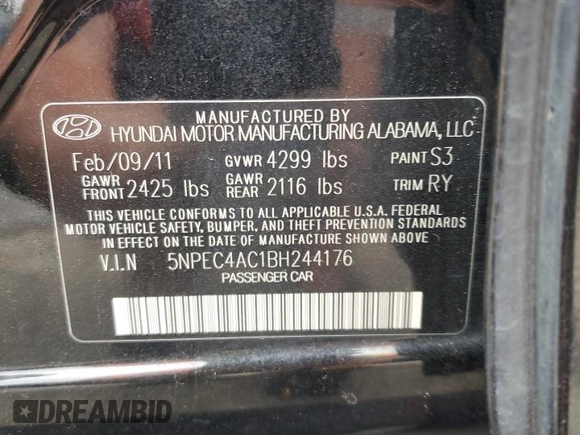 MANUFACTURED BY
HYUNDAI MOTOR MANUFACTURING ALABAMA, LLC
Feb/09/11 GVWR 4299 lbs PAINT S3
GAWR FRONT 2425 lbs GAWR REAR 2116 lbs TRIM RY
THIS VEHICLE CONFORMS TO ALL APPLICABLE U.S.A. FEDERAL
MOTOR VEHICLE SAFETY, BUMPER, AND THEFT PREVENTION STANDARDS
IN EFFECT ON THE DATE OF MANUFACTURE SHOWN ABOVE.
V.I.N 5NPEC4AC1BH244176
PASSENGER CAR
DREAMBID